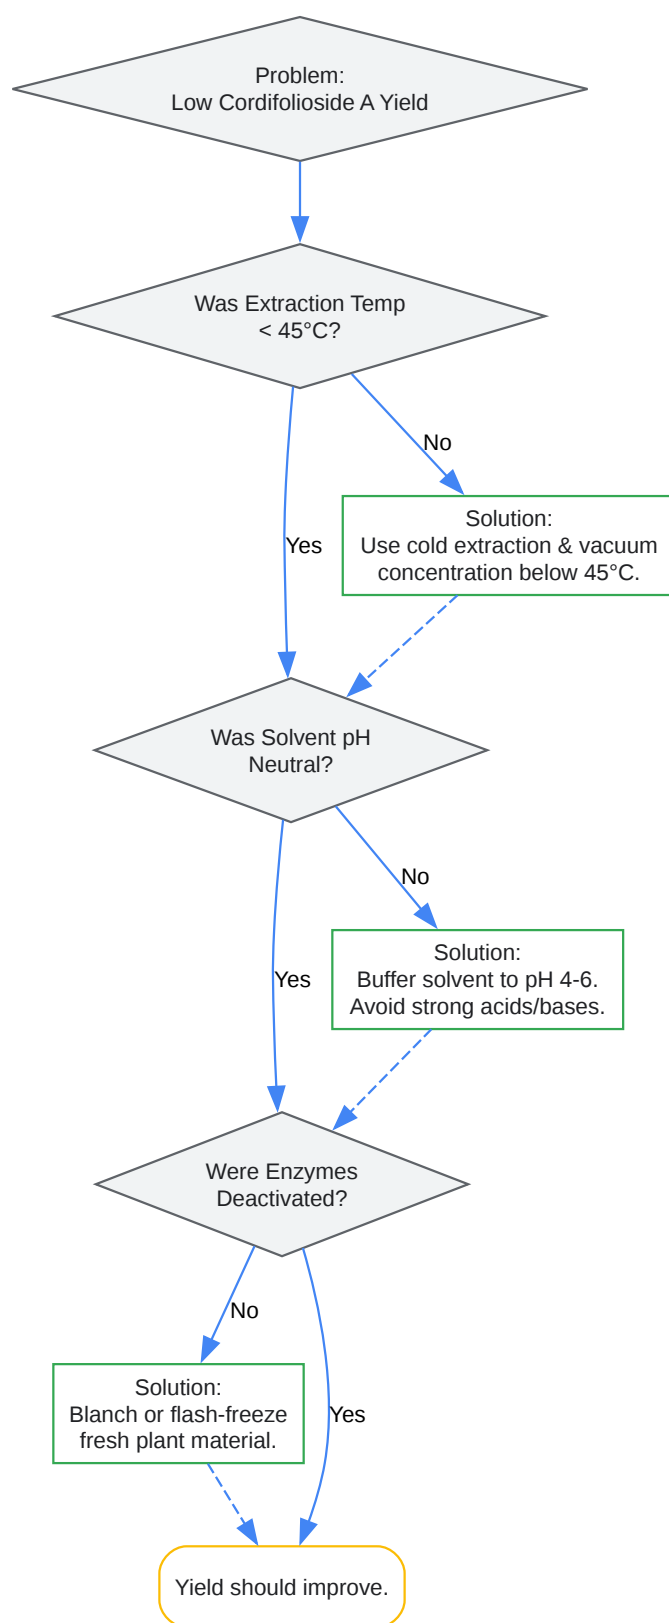 Problem:
Low Cordifolioside A Yield
Was Extraction Temp
< 45°C?
No
Solution:
Use cold extraction & vacuum
concentration below 45°C.
Yes
Was Solvent pH
Neutral?
No
Solution:
Buffer solvent to pH 4-6.
Avoid strong acids/bases.
Yes
Were Enzymes
Deactivated?
No
Solution:
Blanch or flash-freeze
fresh plant material.
Yes
Yield should improve.